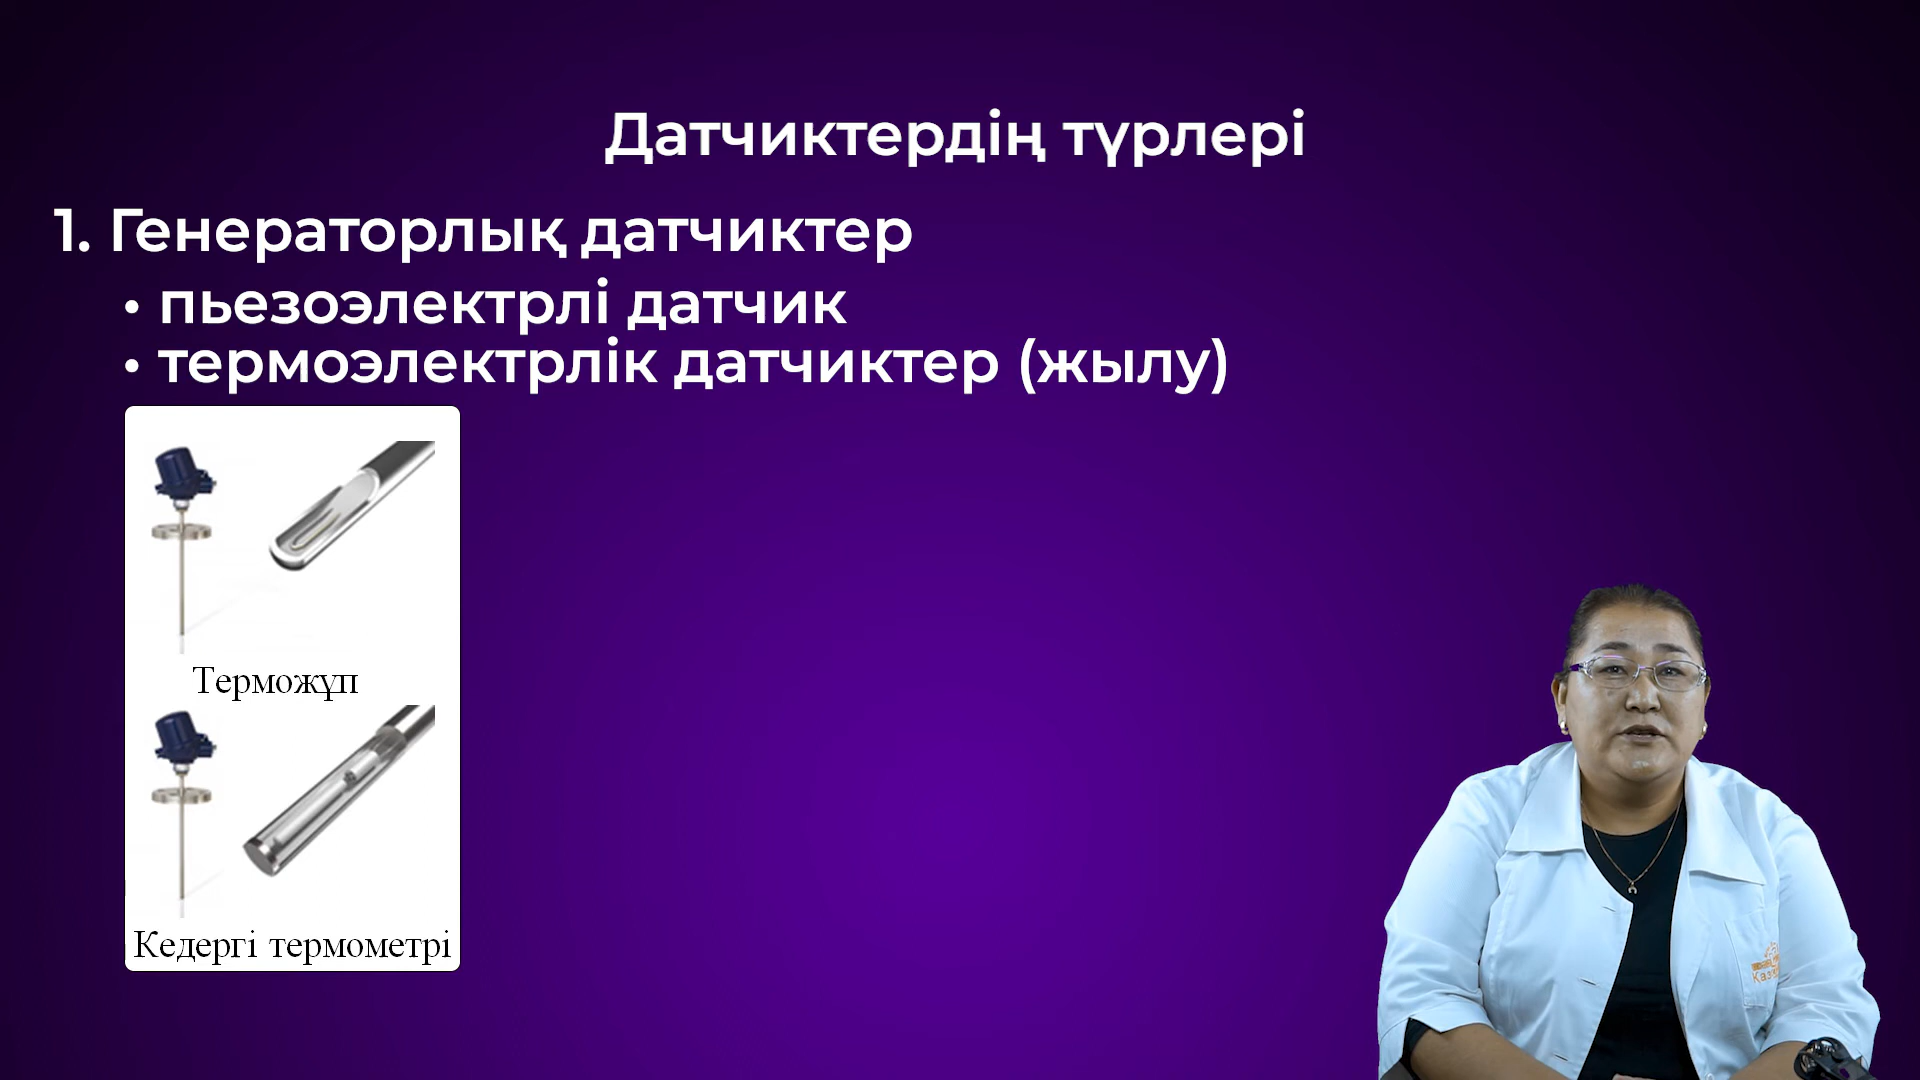 Датчиктердің түрлері
1. Генераторлық датчиктер
• пьезоэлектрлі датчик
• термоэлектрлік датчиктер (жылу)
Терможұп
Кедергі термометрі